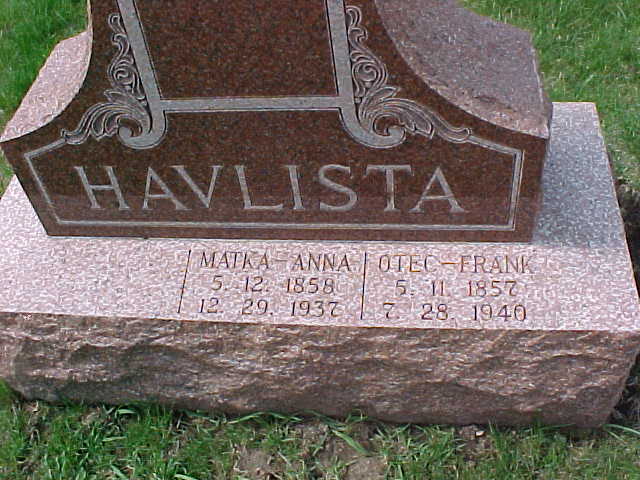 HAVLISTA
MATKA-ANNA
5. 12. 1858
12. 29. 1937
OTEC-FRANK
5. 11. 1857
7. 28. 1940